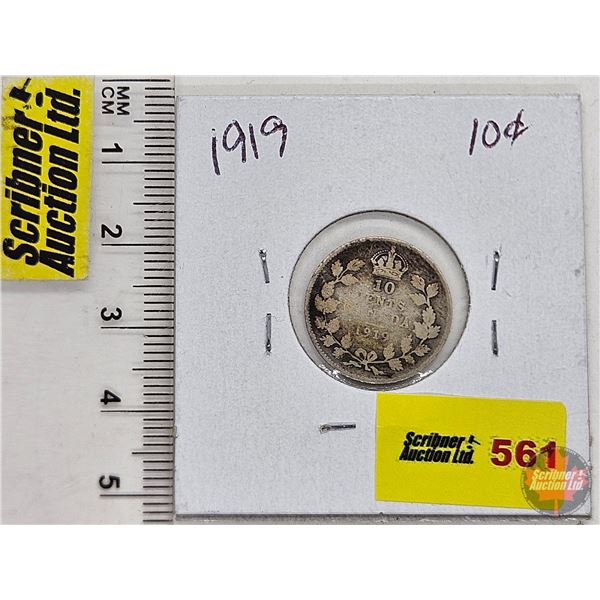 Scribner
Auction Ltd.
MM
CM
1
2
3
4
5
1919
10¢
10
CENTS
CANADA
1919
Scribner
Auction Ltd.
561
Scribner
Auction Ltd.